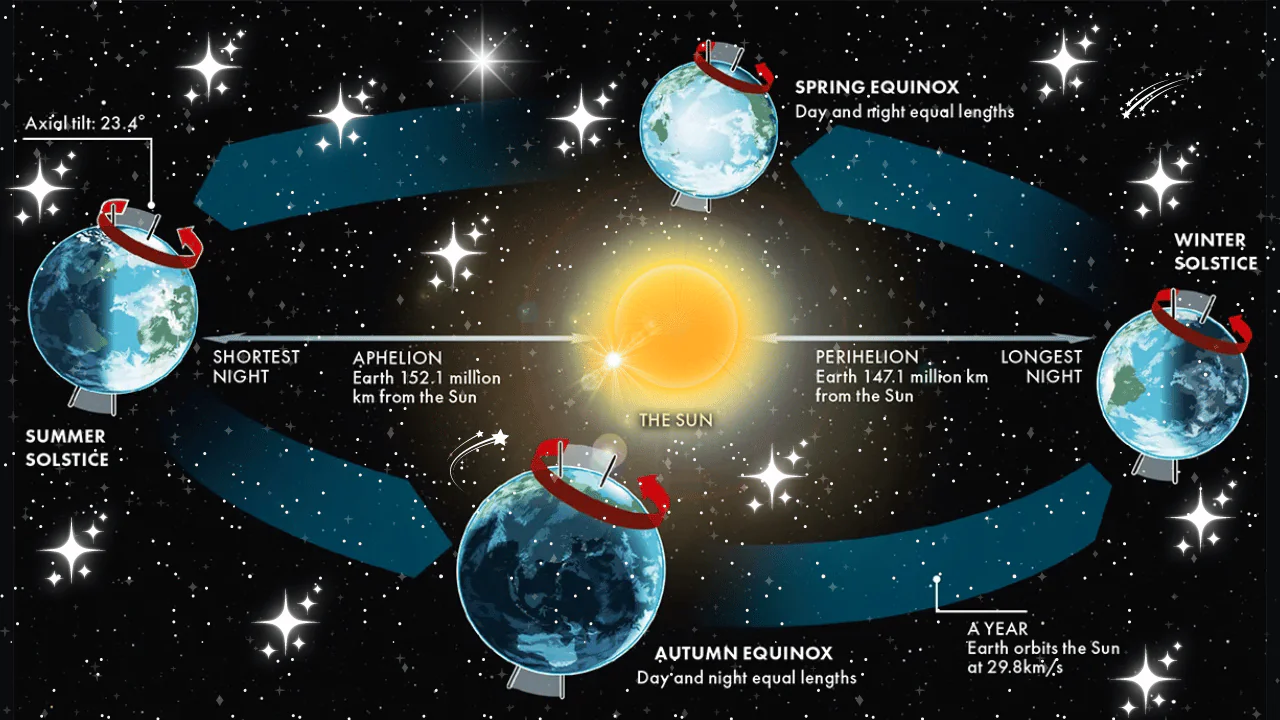 SPRING EQUINOX
Day and night equal lengths
Axial tilt: 23.4°
WINTER
SOLSTICE
SHORTEST
NIGHT
APHELION
Earth 152.1 million
km from the Sun
PERIHELION
Earth 147.1 million km
from the Sun
LONGEST
NIGHT
THE SUN
SUMMER
SOLSTICE
AUTUMN EQUINOX
Day and night equal lengths
A YEAR
Earth orbits the Sun
at 29.8km/s